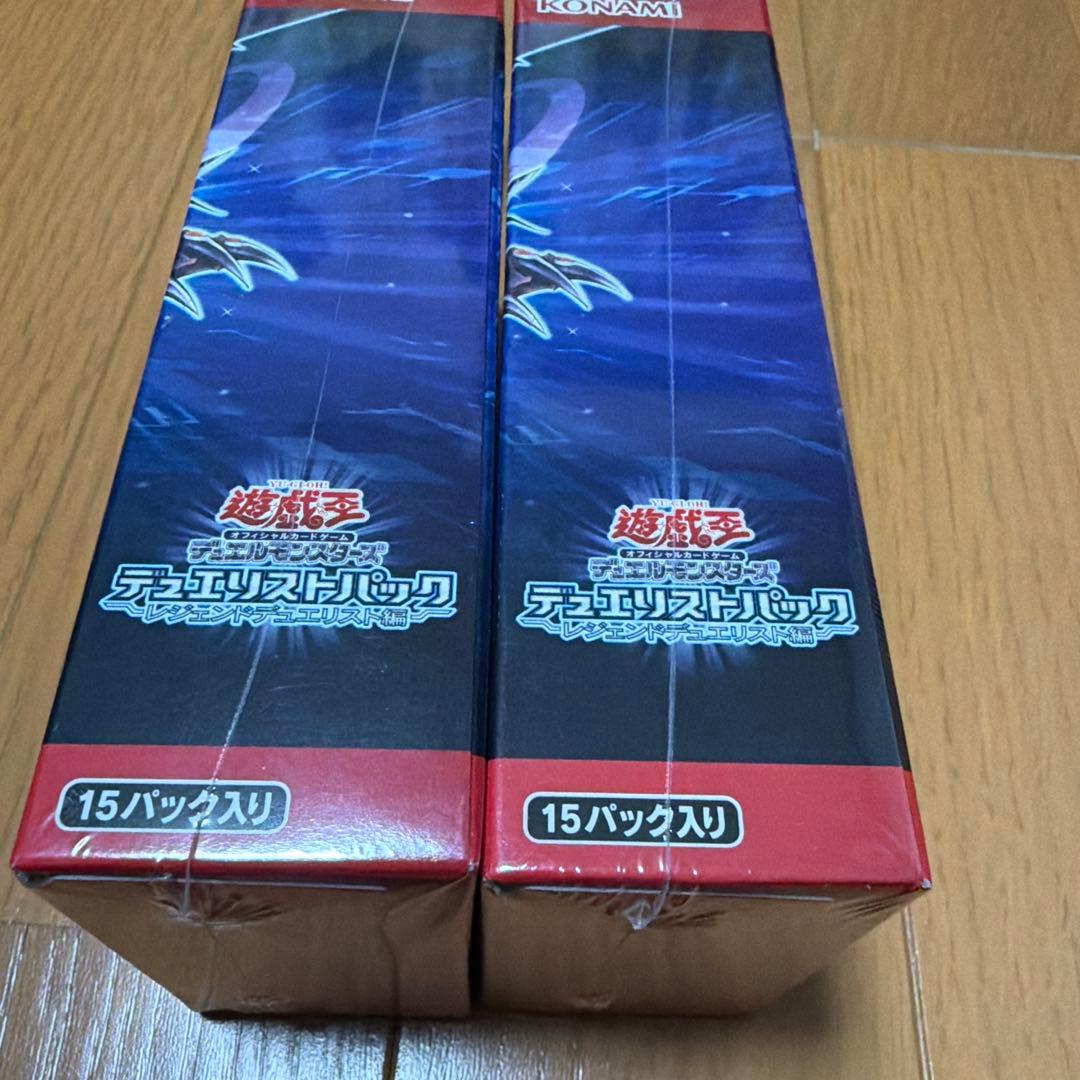 KONAMI
YU-GI-OH!
遊戯王
オフィシャルカードゲーム
デュエルモンスターズ
デュエリストパック
〜レジェンドデュエリスト編〜
15パック入り
YU-GI-OH!
遊戯王
オフィシャルカードゲーム
デュエルモンスターズ
デュエリストパック
〜レジェンドデュエリスト編〜
15パック入り